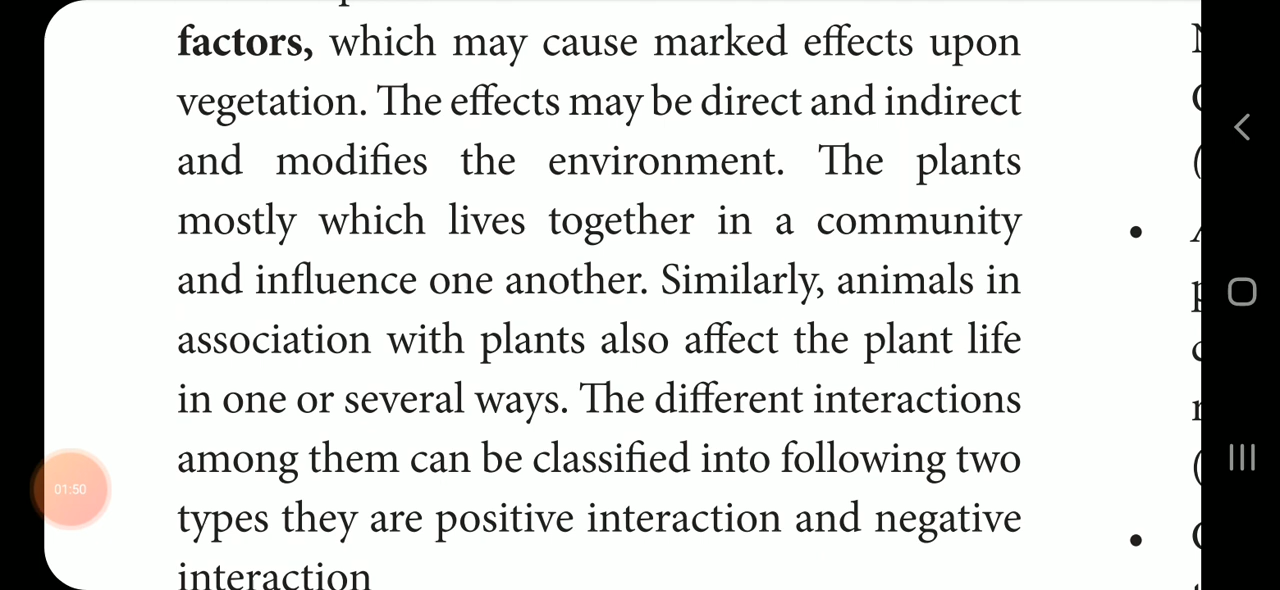 factors, which may cause marked effects upon
vegetation. The effects may be direct and indirect
and modifies the environment. The plants
mostly which lives together in a community
and influence one another. Similarly, animals in
association with plants also affect the plant life
in one or several ways. The different interactions
among them can be classified into following two
types they are positive interaction and negative
interaction
01:50